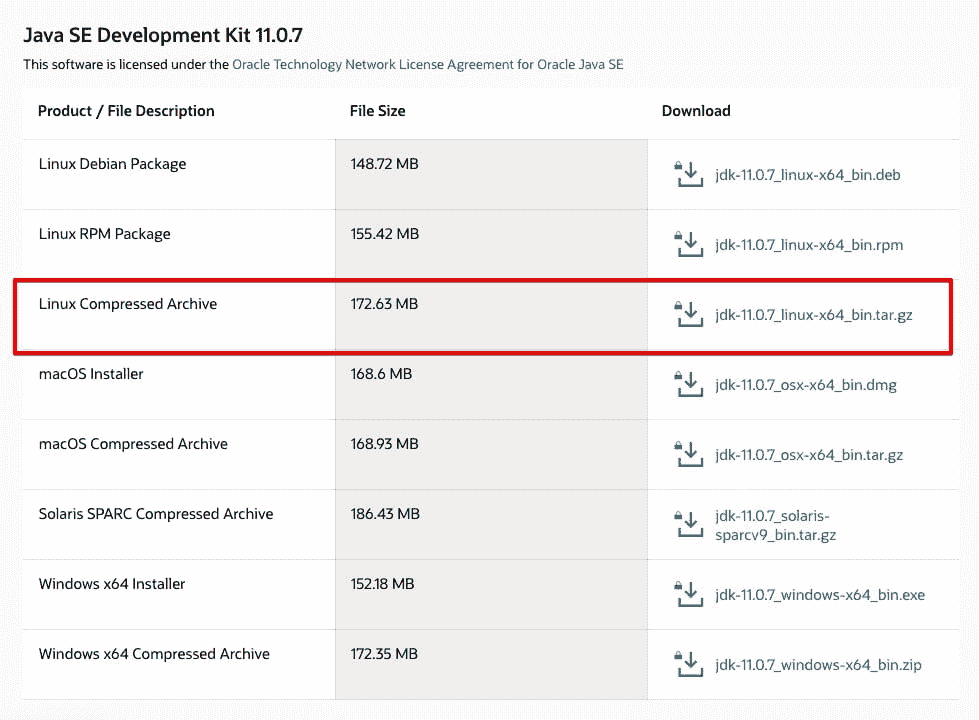 Java SE Development Kit 11.0.7
This software is licensed under the Oracle Technology Network License Agreement for Oracle Java SE
Product / File Description File Size Download
Linux Debian Package 148.72 MB jdk-11.0.7_linux-x64_bin.deb
Linux RPM Package 155.42 MB jdk-11.0.7_linux-x64_bin.rpm
Linux Compressed Archive 172.63 MB jdk-11.0.7_linux-x64_bin.tar.gz
macOS Installer 168.6 MB jdk-11.0.7_osx-x64_bin.dmg
macOS Compressed Archive 168.93 MB jdk-11.0.7_osx-x64_bin.tar.gz
Solaris SPARC Compressed Archive 186.43 MB jdk-11.0.7_solaris-
sparcv9_bin.tar.gz
Windows x64 Installer 152.18 MB jdk-11.0.7_windows-x64_bin.exe
Windows x64 Compressed Archive 172.35 MB jdk-11.0.7_windows-x64_bin.zip